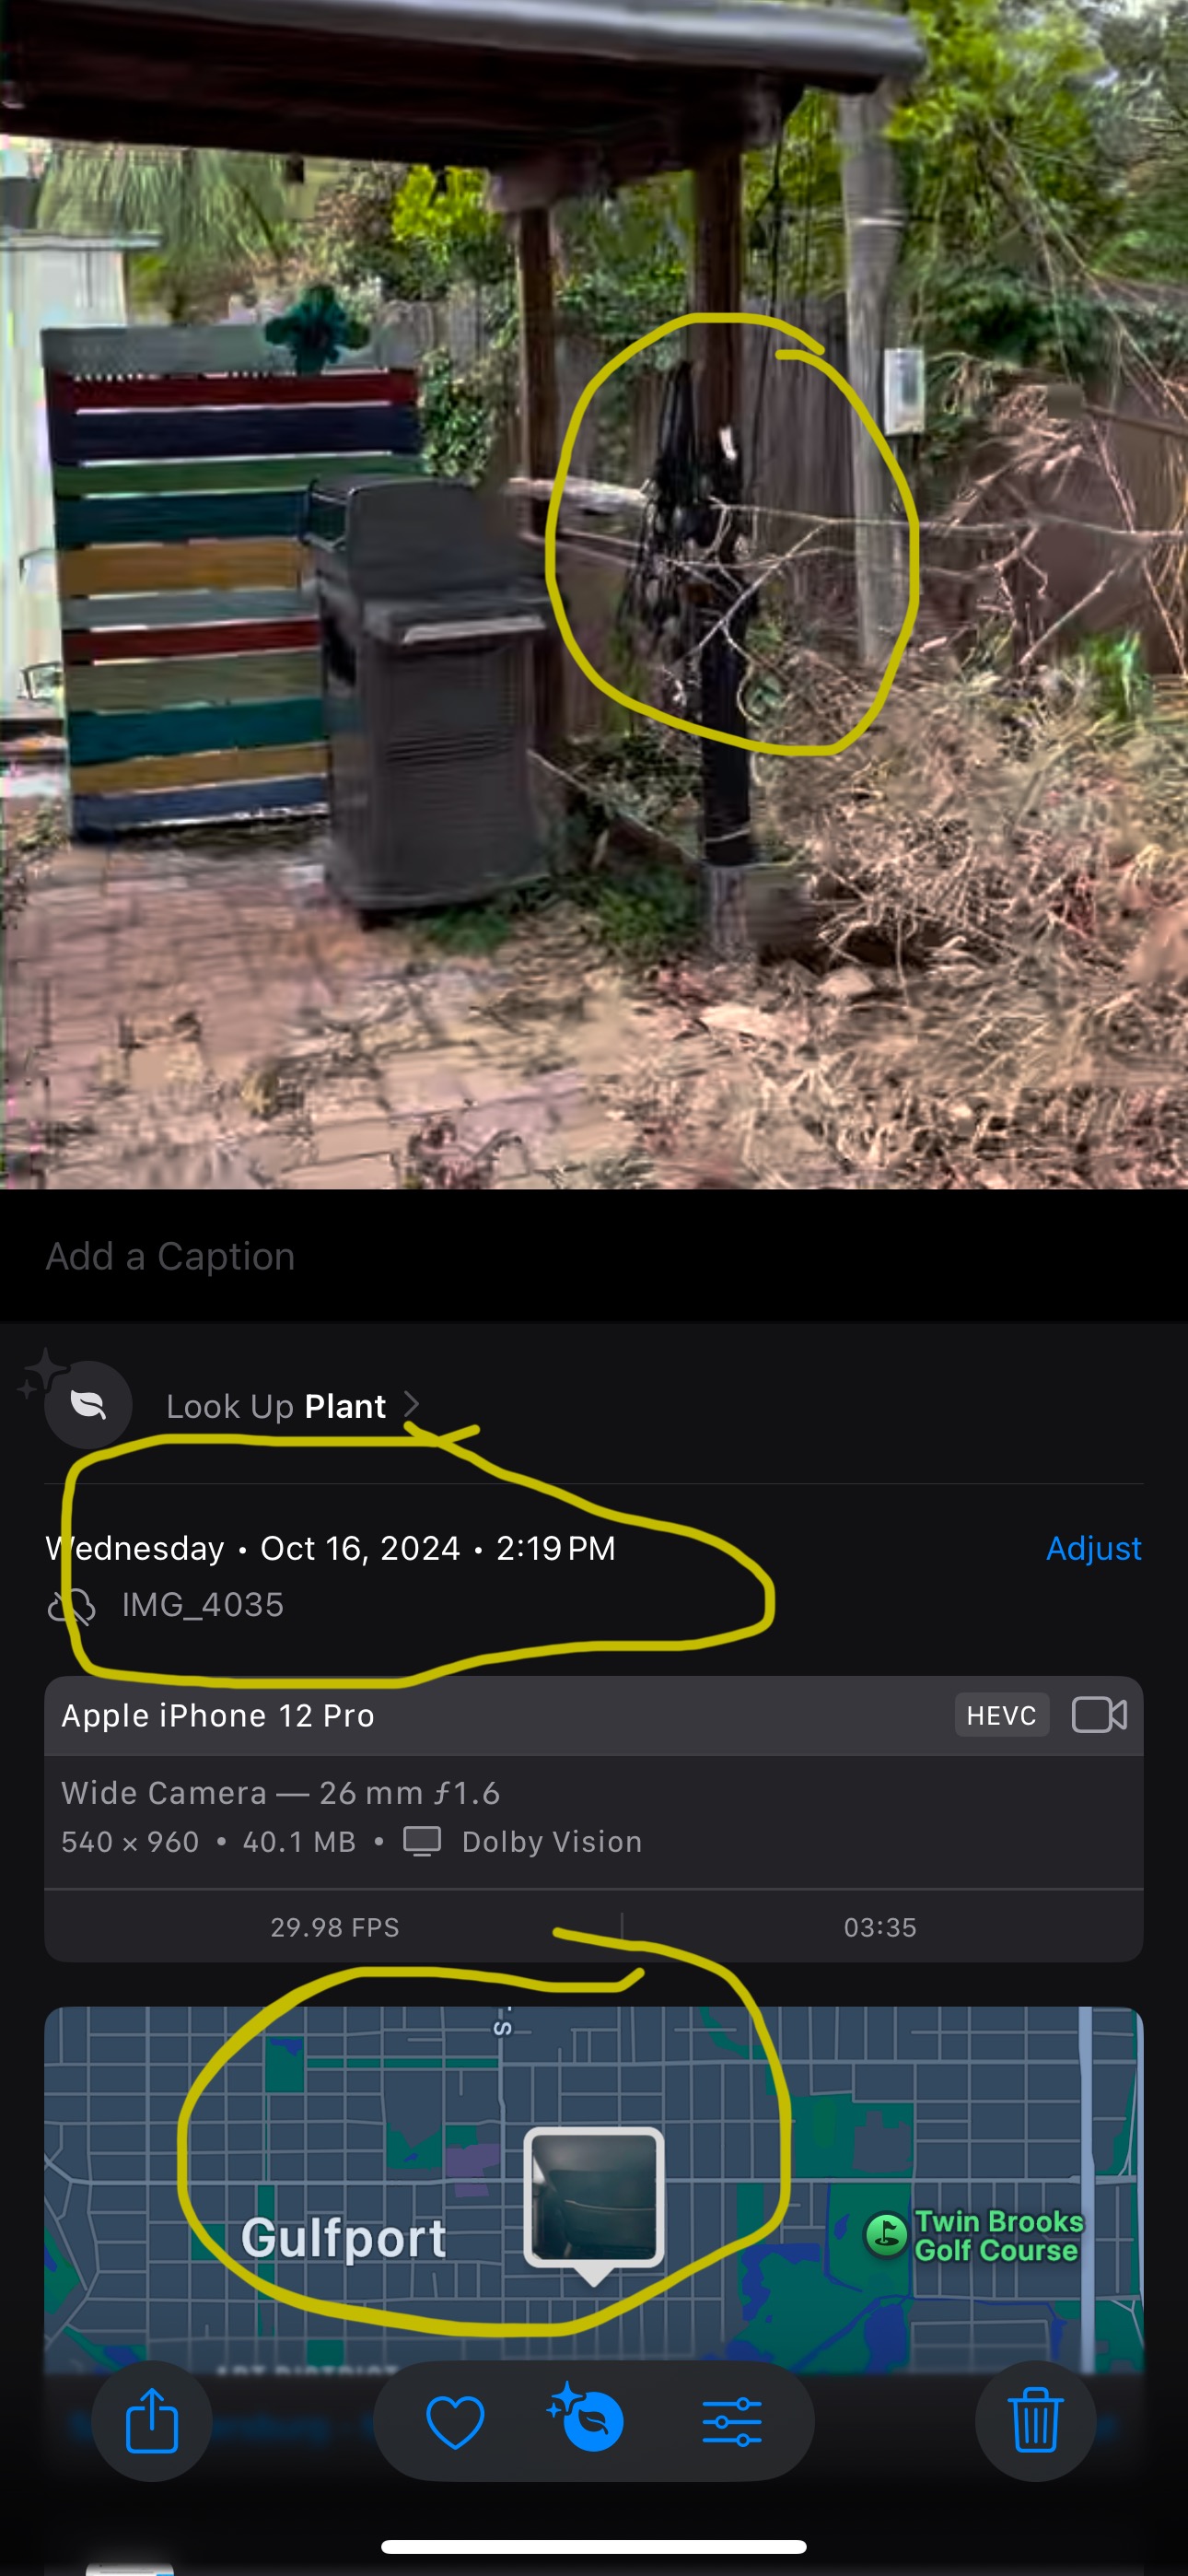 Add a Caption
Look Up Plant
Wednesday • Oct 16, 2024 • 2:19 PM
Adjust
IMG_4035
Apple iPhone 12 Pro
HEVC
Wide Camera — 26 mm ƒ1.6
540 × 960 • 40.1 MB • Dolby Vision
29.98 FPS
03:35
S
Gulfport
Twin Brooks
Golf Course